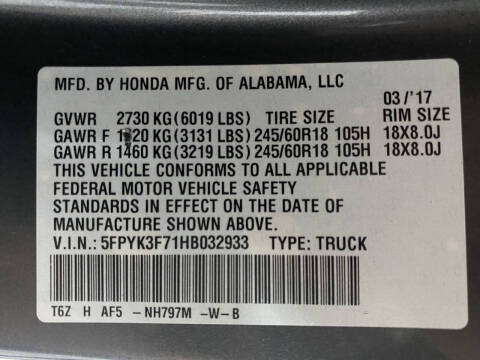 MFD. BY HONDA MFG. OF ALABAMA, LLC
03/'17
GVWR 2730 KG (6019 LBS) TIRE SIZE RIM SIZE
GAWR F 1420 KG (3131 LBS) 245/60R18 105H 18X8.0J
GAWR R 1460 KG (3219 LBS) 245/60R18 105H 18X8.0J
THIS VEHICLE CONFORMS TO ALL APPLICABLE
FEDERAL MOTOR VEHICLE SAFETY
STANDARDS IN EFFECT ON THE DATE OF
MANUFACTURE SHOWN ABOVE.
V.I.N.: 5FPYK3F71HB032933 TYPE: TRUCK
T6Z H AF5 -NH797M -W-B